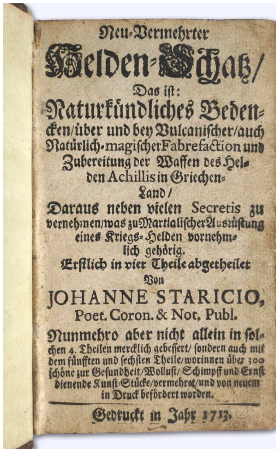 Neu-Vermehrter
Helden-Schatz/
Das ist:
Naturkündliches Beden-
cken/über und bey Vulcanischer/auch
Natürlich-magischer Fabrefaction und
Zubereitung der Waffen des Hel-
den Achillis in Griechen-
Land/
Daraus neben vielen Secretis zu
vernehmen/was zu Martialischer Ausrüstung
eines Kriegs-Helden vornehm-
lich gehörig.
Erstlich in vier Theile abgetheilet
Von
JOHANNE STARICIO,
Poet. Coron. & Not. Publ.
Nunmehro aber nicht allein in sol-
chen 4. Theilen mercklich gebessert/ sondern auch mit
dem fünfften und sechsten Theile/worinnen über 300
schöne zur Gesundheit/Wollust/Schimpff und Ernst
dienende Kunst-Stücke/vermehret/und von neuem
in Druck befördert worden.
Gedruckt in Jahr 1713.